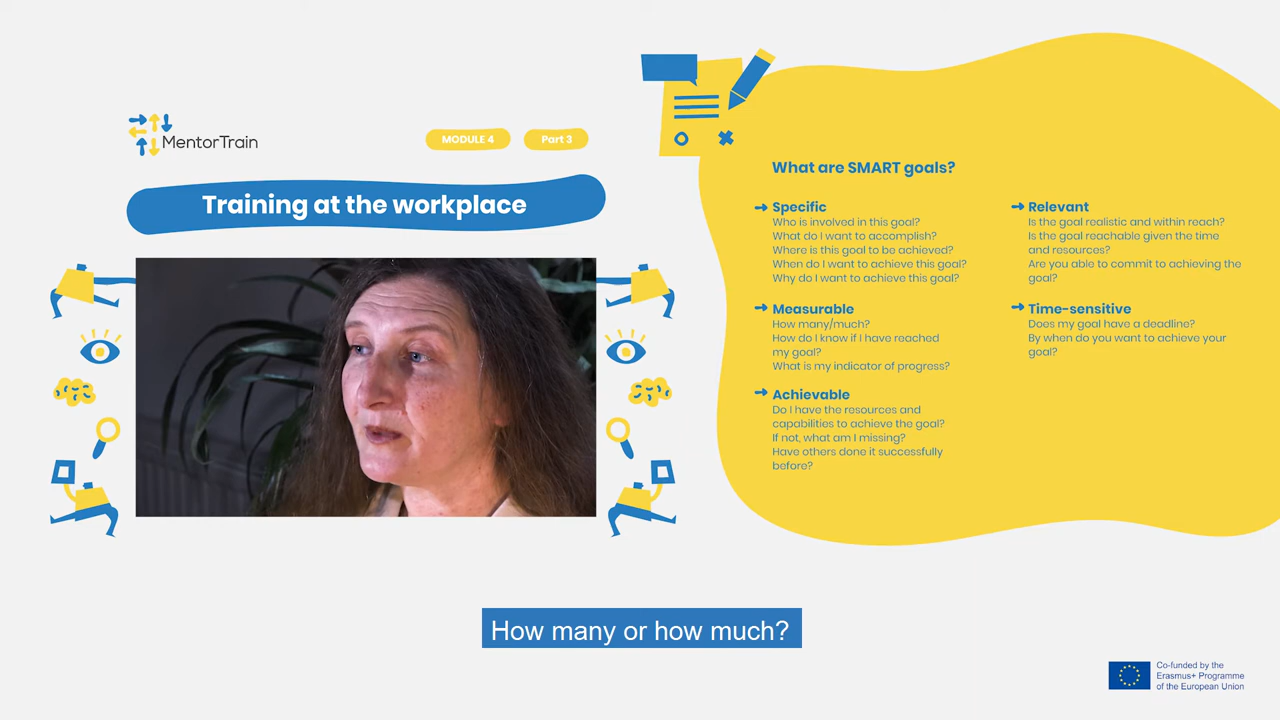 MentorTrain
MODULE 4
Part 3
Training at the workplace
What are SMART goals?
Specific
Who is involved in this goal?
What do I want to accomplish?
Where is this goal to be achieved?
When do I want to achieve this goal?
Why do I want to achieve this goal?
Measurable
How many/much?
How do I know if I have reached
my goal?
What is my indicator of progress?
Achievable
Do I have the resources and
capabilities to achieve the goal?
If not, what am I missing?
Have others done it successfully
before?
Relevant
Is the goal realistic and within reach?
Is the goal reachable given the time
and resources?
Are you able to commit to achieving the
goal?
Time-sensitive
Does my goal have a deadline?
By when do you want to achieve your
goal?
How many or how much?
Co-funded by the
Erasmus+ Programme
of the European Union